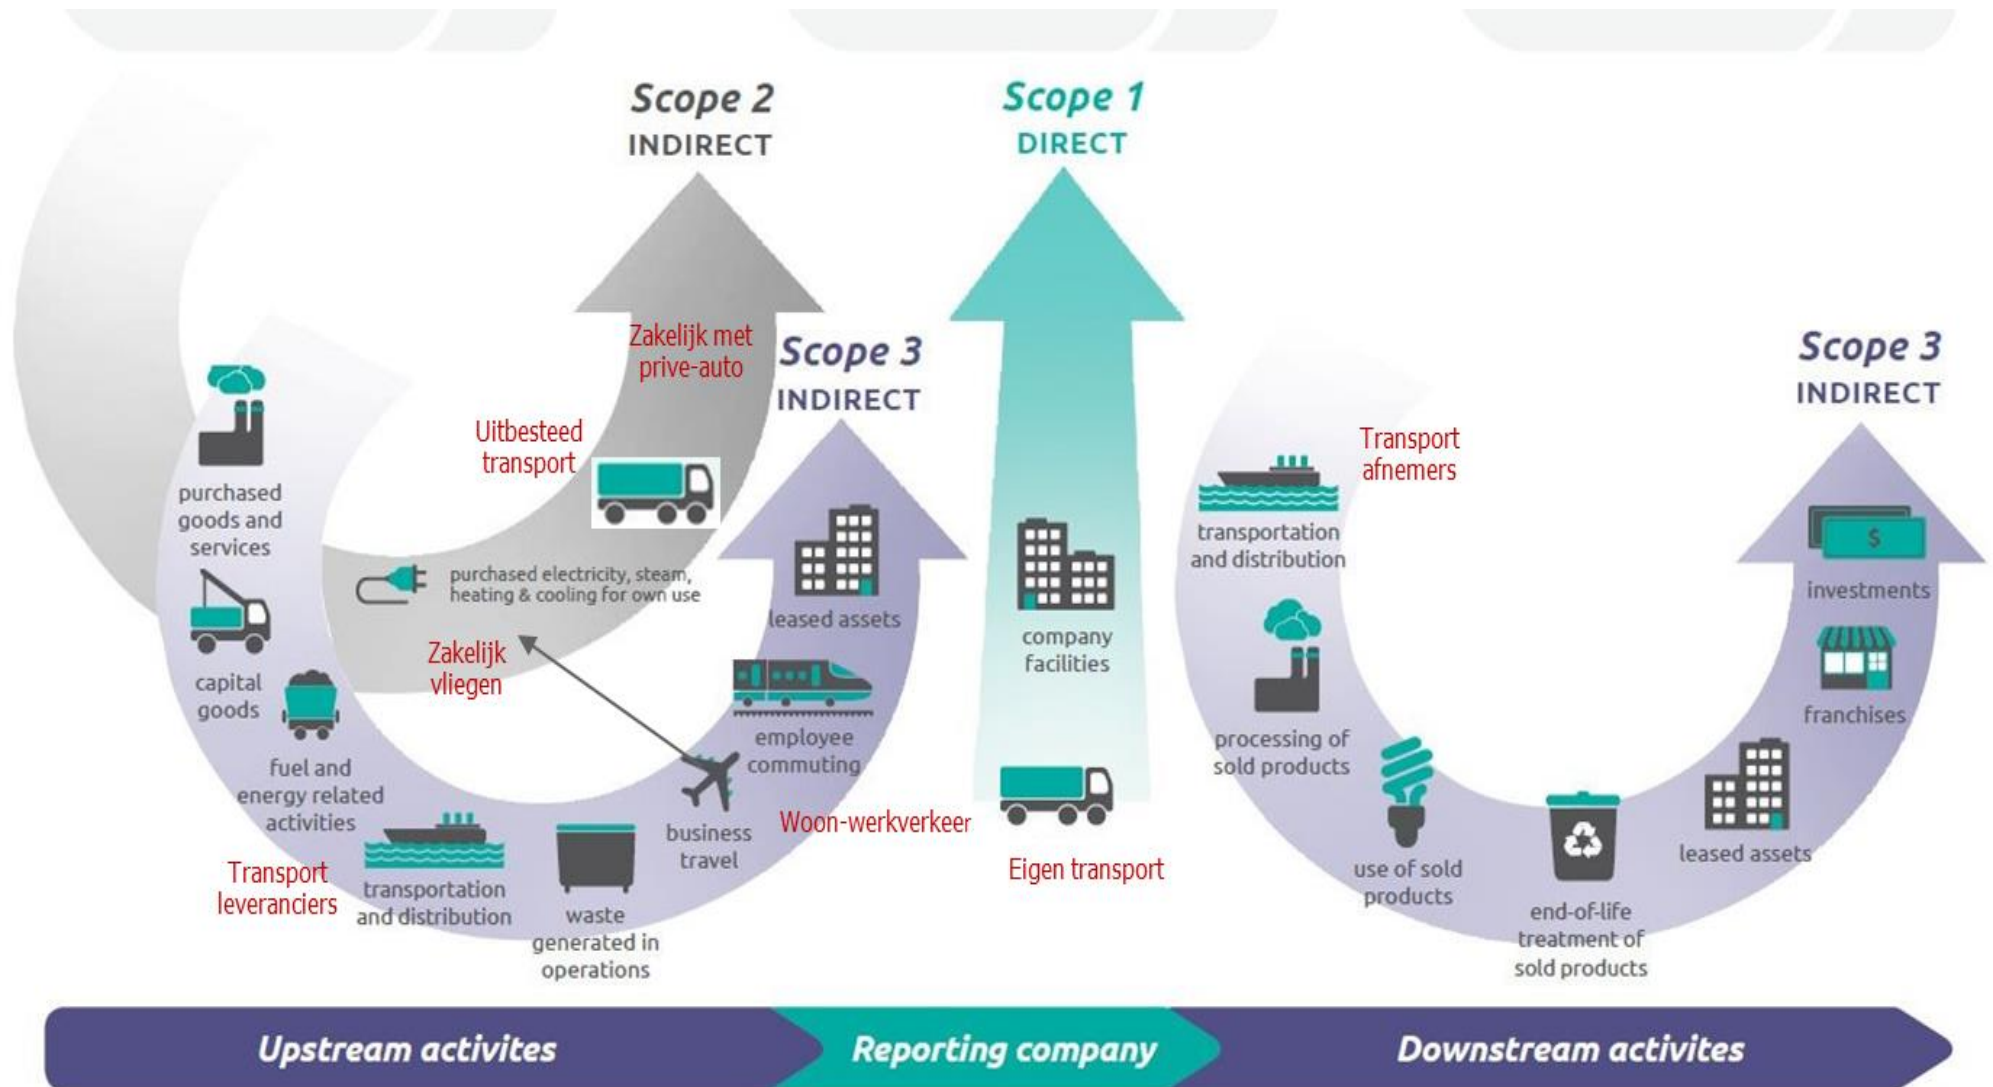 Scope 2
INDIRECT
Scope 1
DIRECT
Zakelijk met
prive-auto
Scope 3
INDIRECT
Scope 3
INDIRECT
Uitbesteed
transport
purchased
goods and
services
purchased electricity, steam,
heating & cooling for own use
Zakelijk
vliegen
capital
goods
fuel and
energy related
activities
Transport
leveranciers
transportation
and distribution
waste
generated in
operations
business
travel
employee
commuting
Woon-werkverkeer
leased assets
company
facilities
Eigen transport
Transport
afnemers
transportation
and distribution
processing of
sold products
use of sold
products
end-of-life
treatment of
sold products
leased assets
franchises
$
investments
Upstream activites
Reporting company
Downstream activites